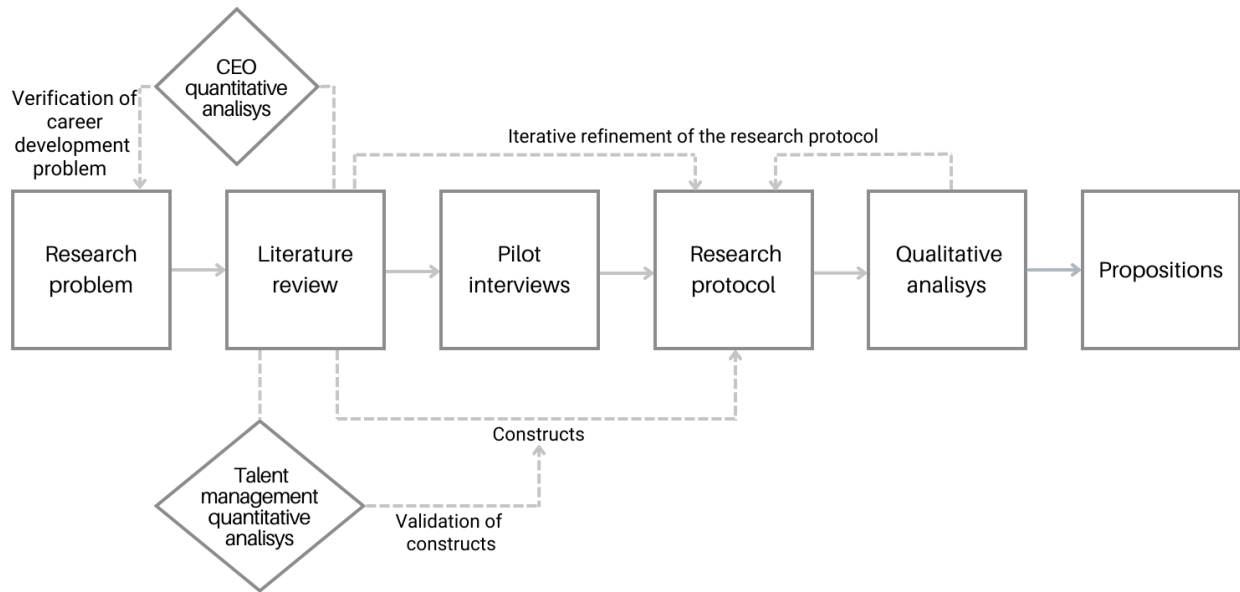 CEO
quantitative
analisys
Verification of
career
development
problem
Iterative refinement of the research protocol
Research
problem
Literature
review
Pilot
interviews
Research
protocol
Qualitative
analisys
Propositions
Constructs
Talent
management
quantitative
analisys
Validation of
constructs